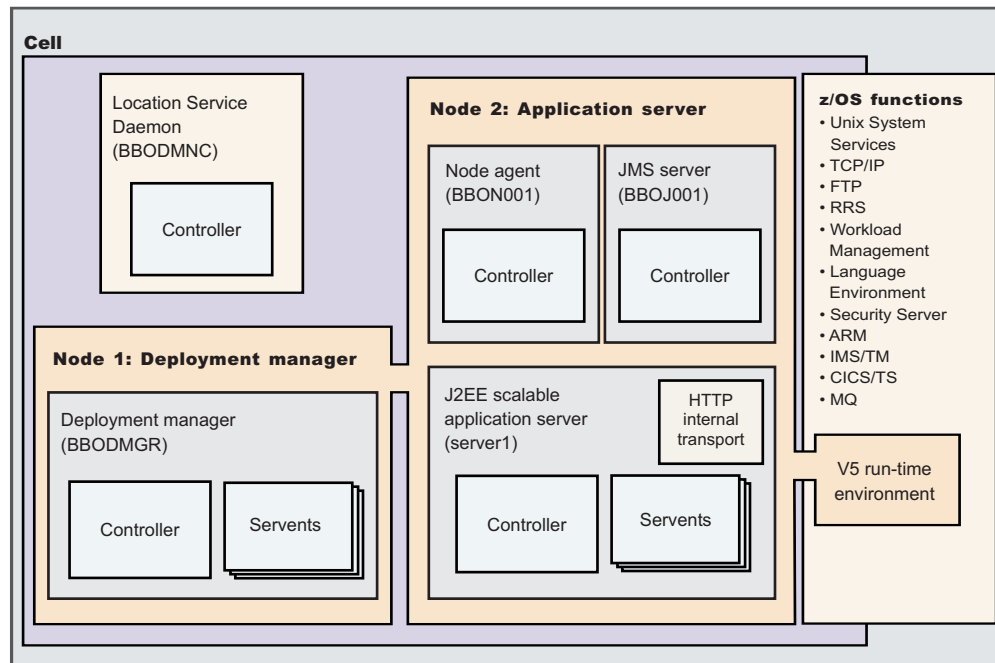 Cell
Location Service
Daemon
(BBODMNC)
Controller
Node 1: Deployment manager
Deployment manager
(BBODMGR)
Controller
Servents
Node 2: Application server
Node agent
(BBON001)
Controller
JMS server
(BBOJ001)
Controller
J2EE scalable
application server
(server1)
HTTP
internal
transport
Controller
Servents
z/OS functions
• Unix System
Services
• TCP/IP
• FTP
• RRS
• Workload
Management
• Language
Environment
• Security Server
• ARM
• IMS/TM
• CICS/TS
• MQ
V5 run-time
environment